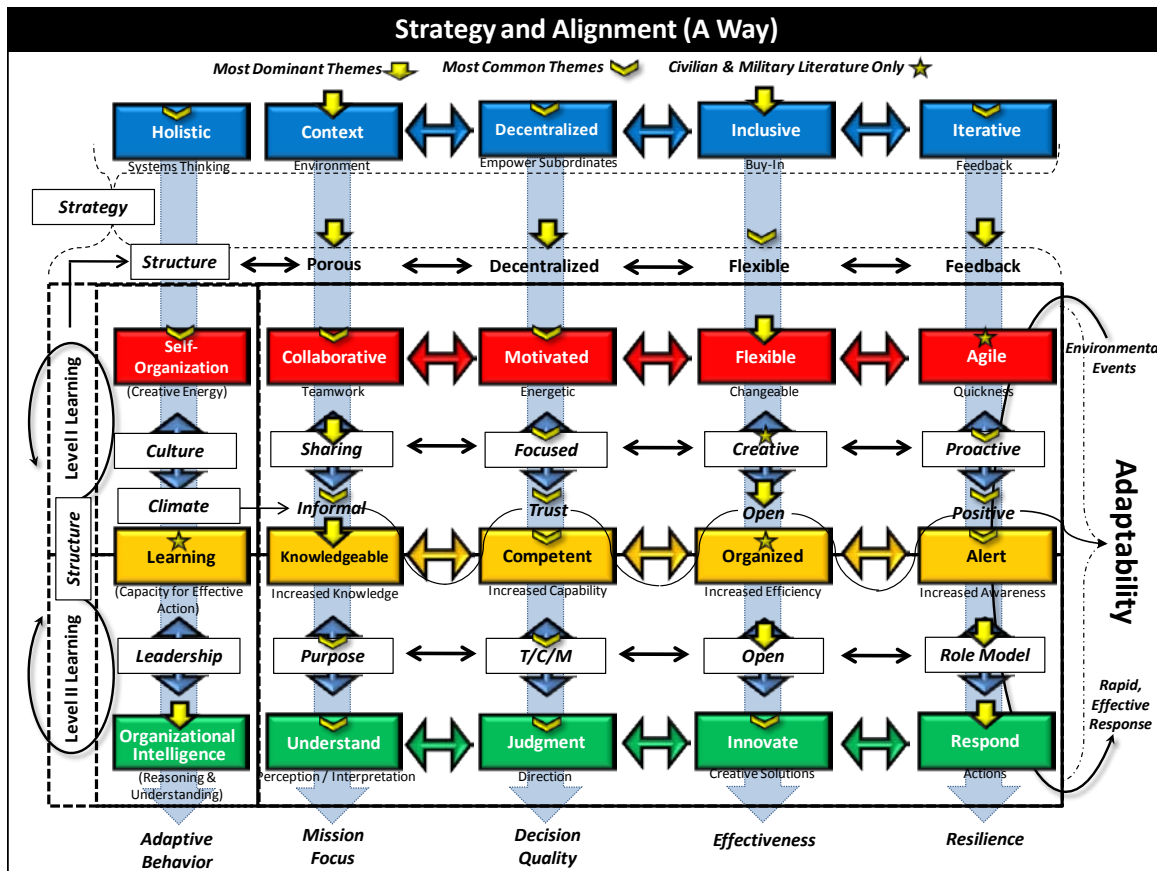 Strategy and Alignment (A Way)
Most Dominant Themes
Most Common Themes
Civilian & Military Literature Only
Holistic
Context
Decentralized
Inclusive
Iterative
Systems Thinking
Environment
Empower Subordinates
Buy-In
Feedback
Strategy
Structure
Porous
Decentralized
Flexible
Feedback
Self-
Organization
Collaborative
Motivated
Flexible
Agile
(Creative Energy)
Teamwork
Energetic
Changeable
Quickness
Environmenta
Events
Level I Learning
Culture
Sharing
Focused
Creative
Proactive
Climate
Informal
Trust
Open
Positive
Structure
Learning
Knowledgeable
Competent
Organized
Alert
(Capacity for Effective
Action)
Increased Knowledge
Increased Capability
Increased Efficiency
Increased Awareness
Adaptability
Level II Learning
Leadership
Purpose
T/C/M
Open
Role Model
Rapid,
Effective
Response
Organizational
Intelligence
Understand
Judgment
Innovate
Respond
(Reasoning &
Understanding)
Perception / Interpretation
Direction
Creative Solutions
Actions
Adaptive
Behavior
Mission
Focus
Decision
Quality
Effectiveness
Resilience